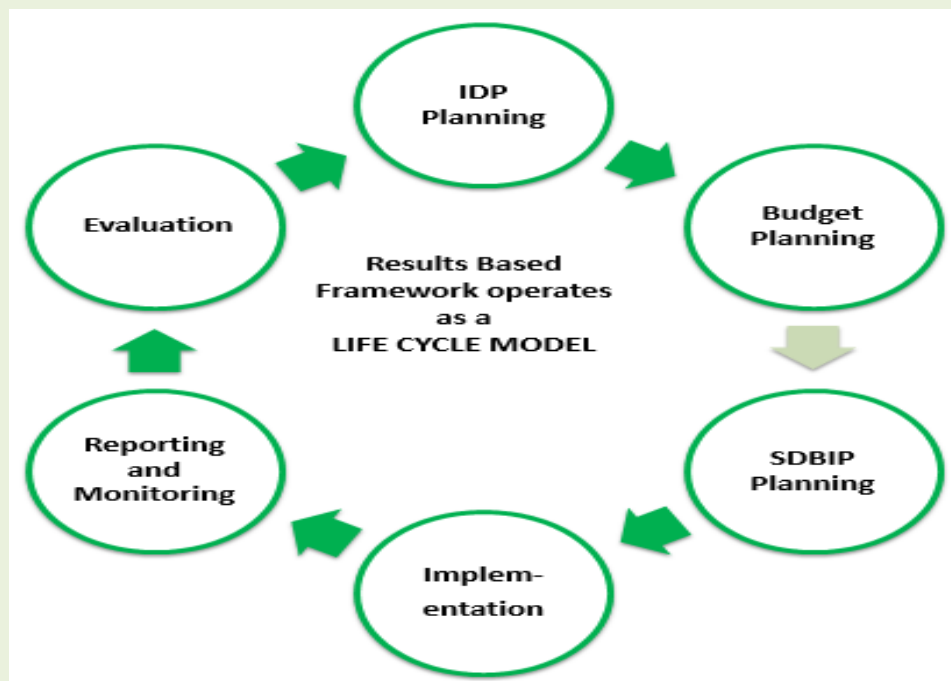 IDP
Planning
Budget
Planning
SDBIP
Planning
Implem-
entation
Reporting
and
Monitoring
Evaluation
Results Based
Framework operates
as a
LIFE CYCLE MODEL